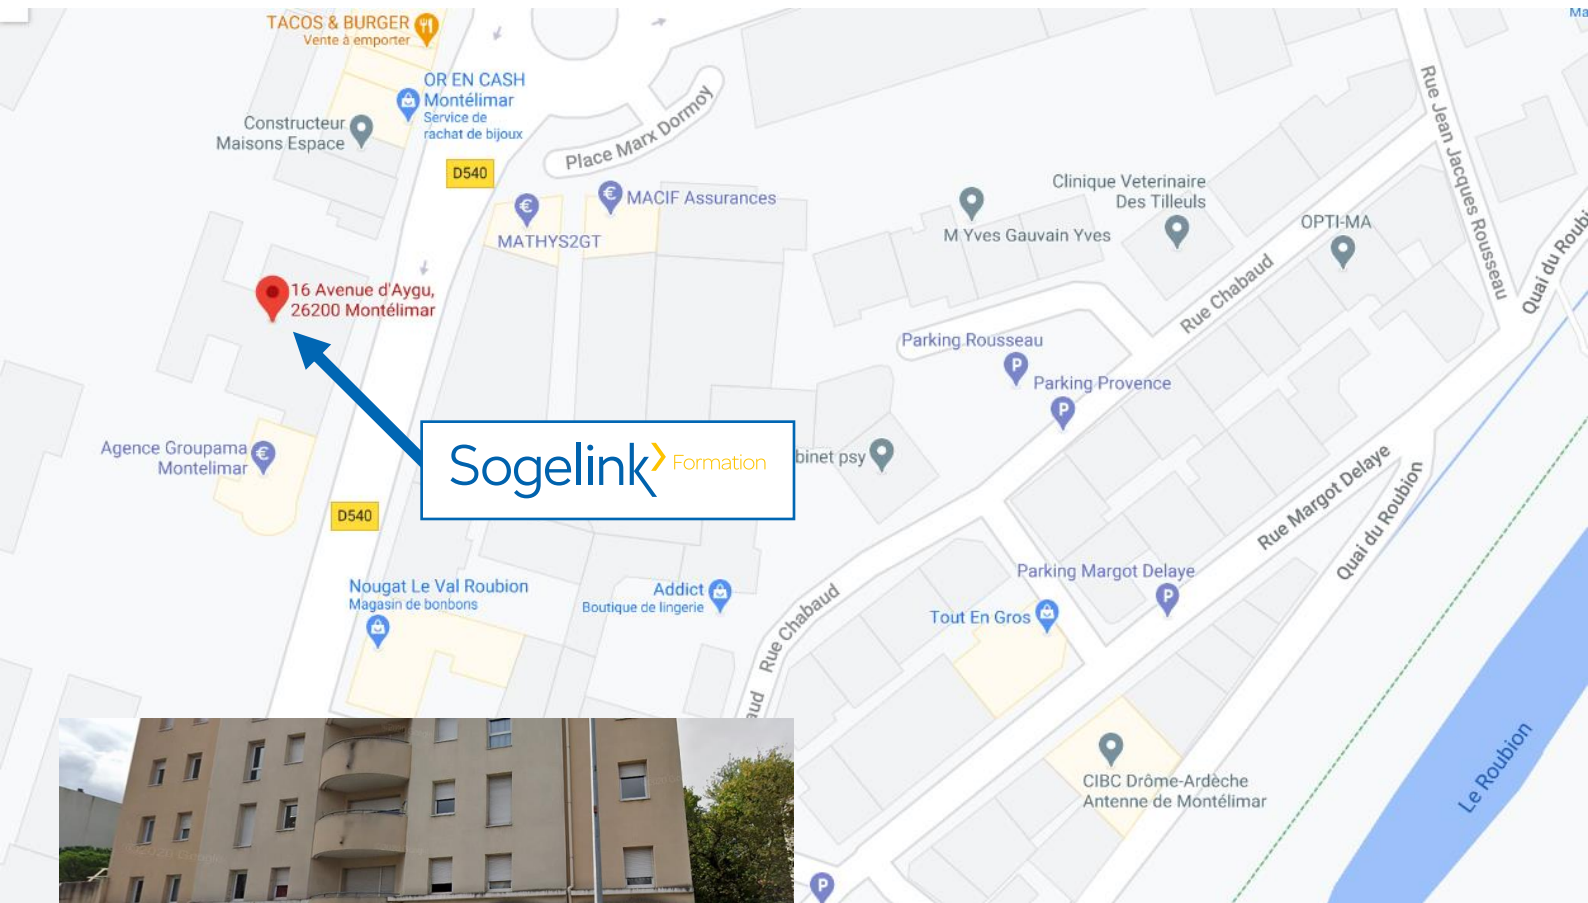 Ma
TACOS & BURGER
Vente à emporter
OR EN CASH
Montélimar
Service de
rachat de bijoux
Constructeur
Maisons Espace
Place Marx Dormoy
D540
MACIF Assurances
MATHYS2GT
Clinique Veterinaire
Des Tilleuls
M Yves Gauvain Yves
OPTI-MA
Rue Jean Jacques Rousseau
Quai du Roubi
16 Avenue d'Aygu,
26200 Montélimar
Rue Chabaud
Parking Rousseau
P
Parking Provence
P
Agence Groupama
Montelimar
Sogelink Formation
binet psy
D540
Rue Margot Delaye
Quai du Roubion
Nougat Le Val Roubion
Magasin de bonbons
Addict
Boutique de lingerie
Rue Chabaud
Parking Margot Delaye
P
Tout En Gros
aud
CIBC Drôme-Ardèche
Antenne de Montélimar
Le Roubion
P